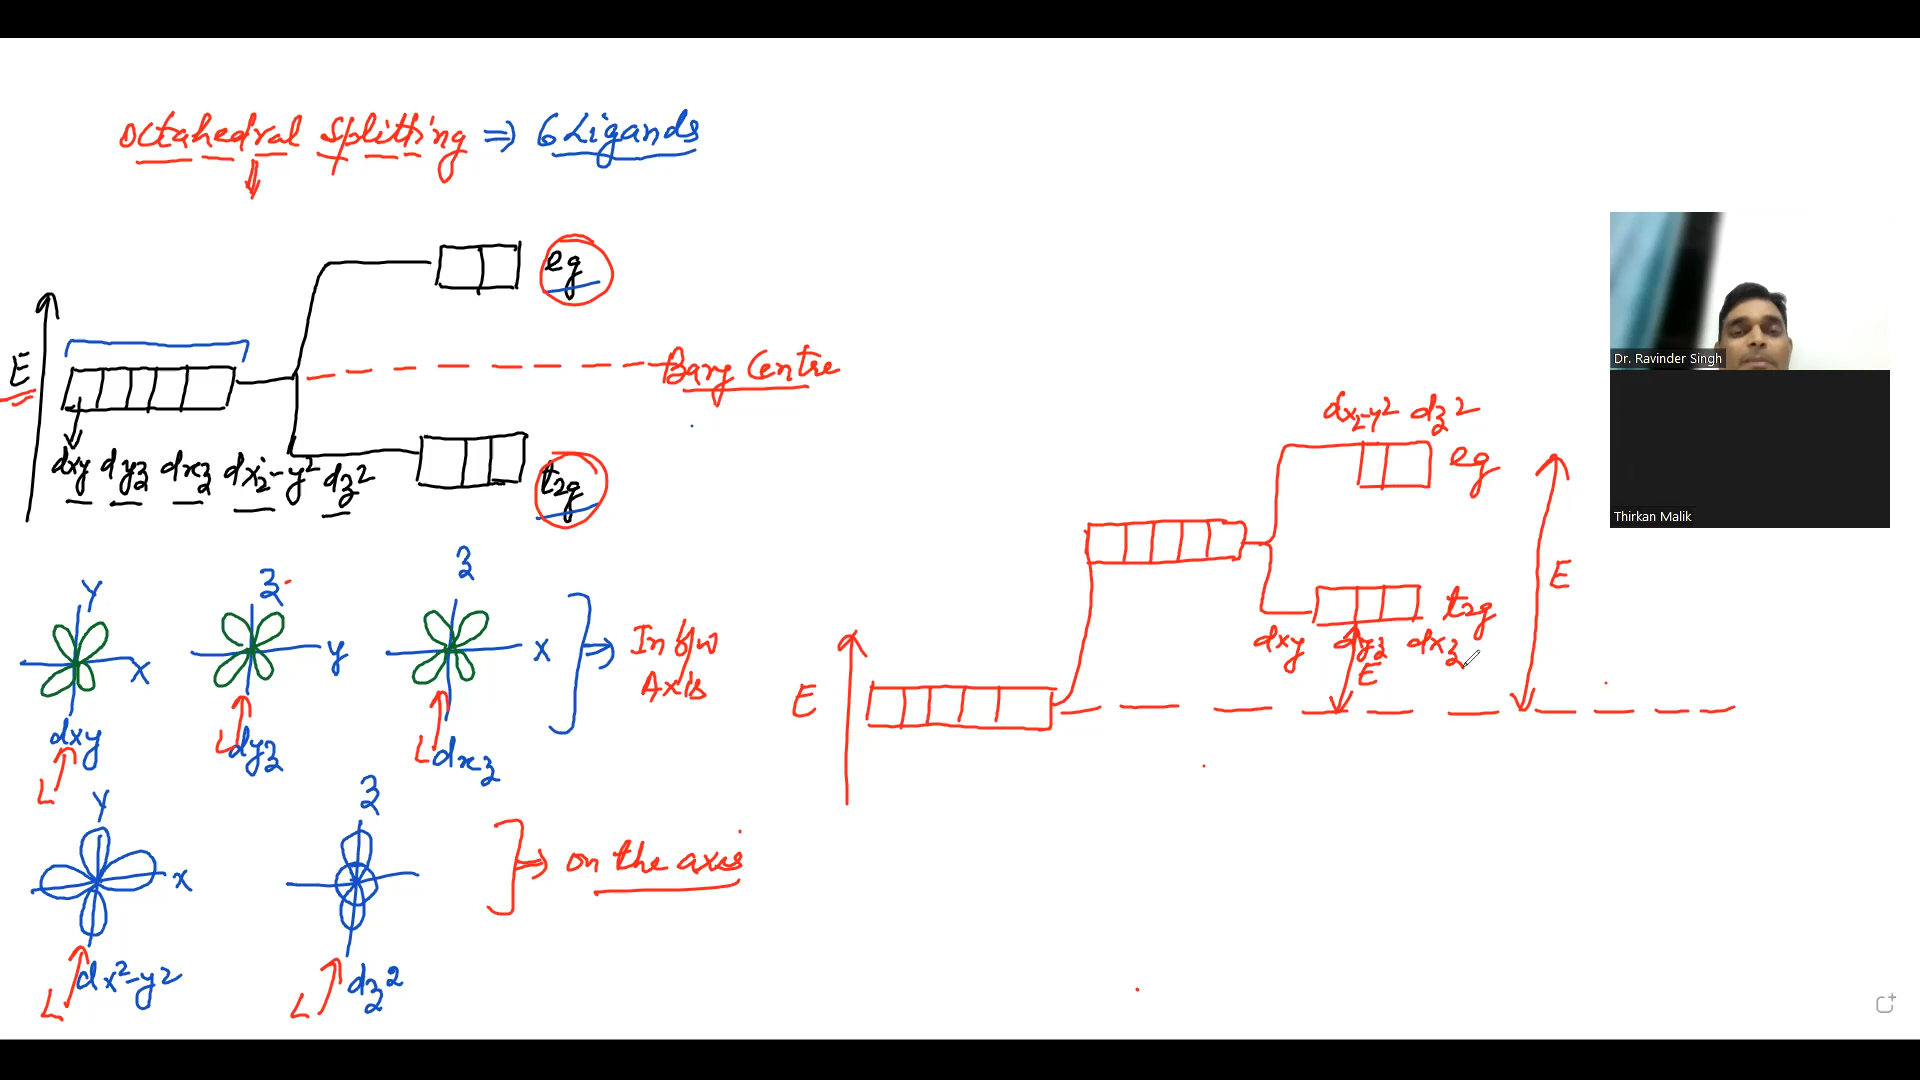 Octahedral Splitting ⇒ 6 Ligands
eg
E
Bary Centre
t2g
dxy dyz dxz dx²-y² dz²
Y
X
dxy
L
z
y
dyz
L
z
X
dxz
L
In b/w
Axis
Y
X
dx²-y²
L
z
dz²
L
on the axis
dx²-y² dz²
eg
E
t2g
dxy dyz dxz
E
E
Dr. Ravinder Singh
Thirkan Malik